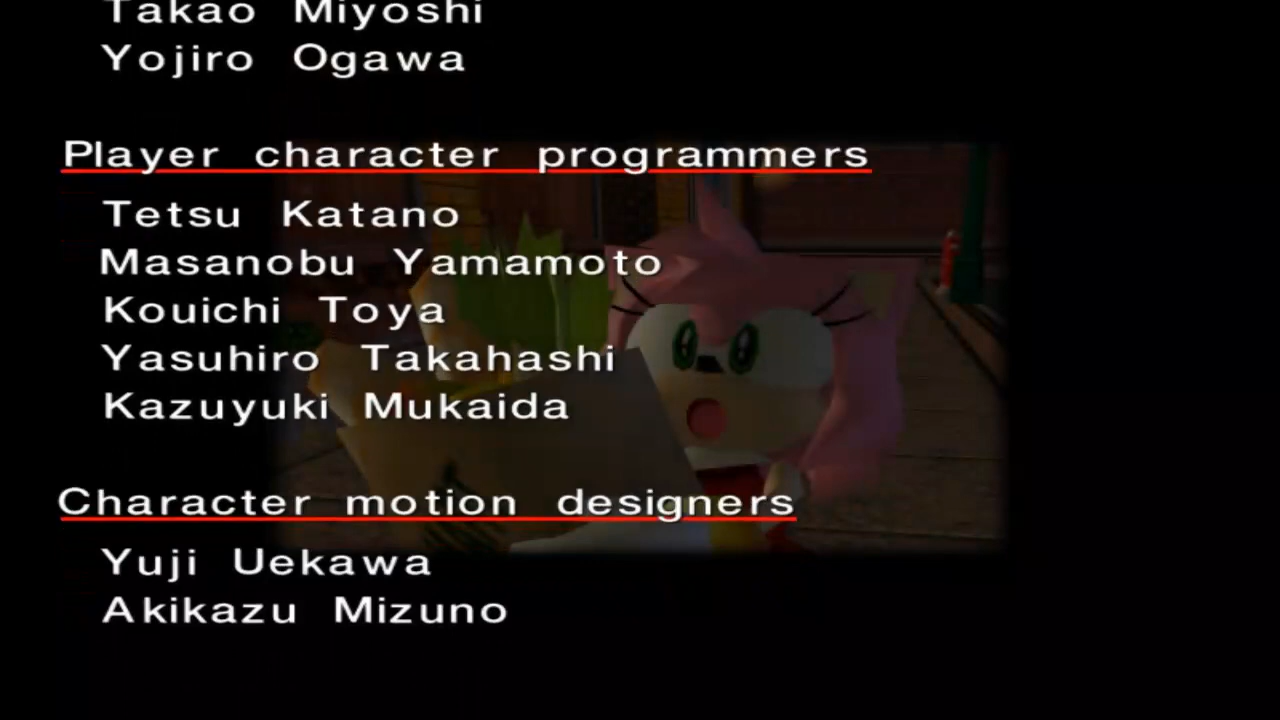 Takao Miyoshi
Yojiro Ogawa
Player character programmers
Tetsu Katano
Masanobu Yamamoto
Kouichi Toya
Yasuhiro Takahashi
Kazuyuki Mukaida
Character motion designers
Yuji Uekawa
Akikazu Mizuno